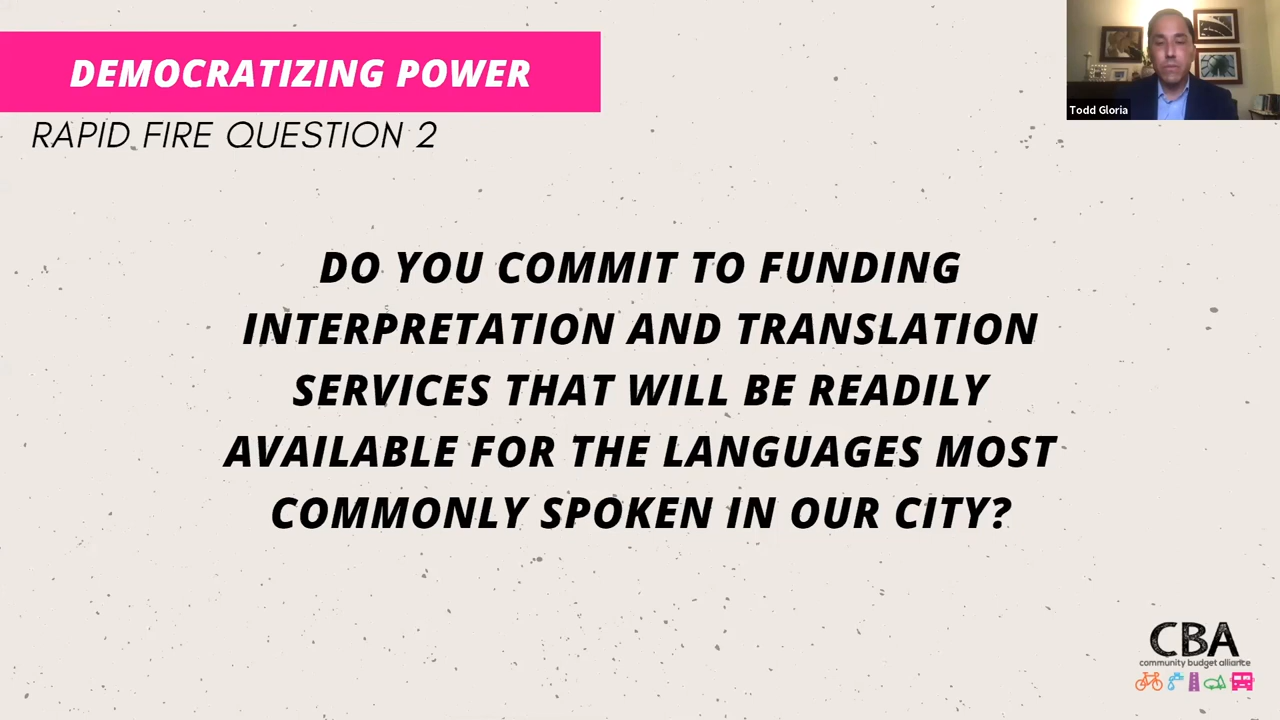 DEMOCRATIZING POWER
RAPID FIRE QUESTION 2
Todd Gloria
DO YOU COMMIT TO FUNDING
INTERPRETATION AND TRANSLATION
SERVICES THAT WILL BE READILY
AVAILABLE FOR THE LANGUAGES MOST
COMMONLY SPOKEN IN OUR CITY?
CBA
community budget alliance